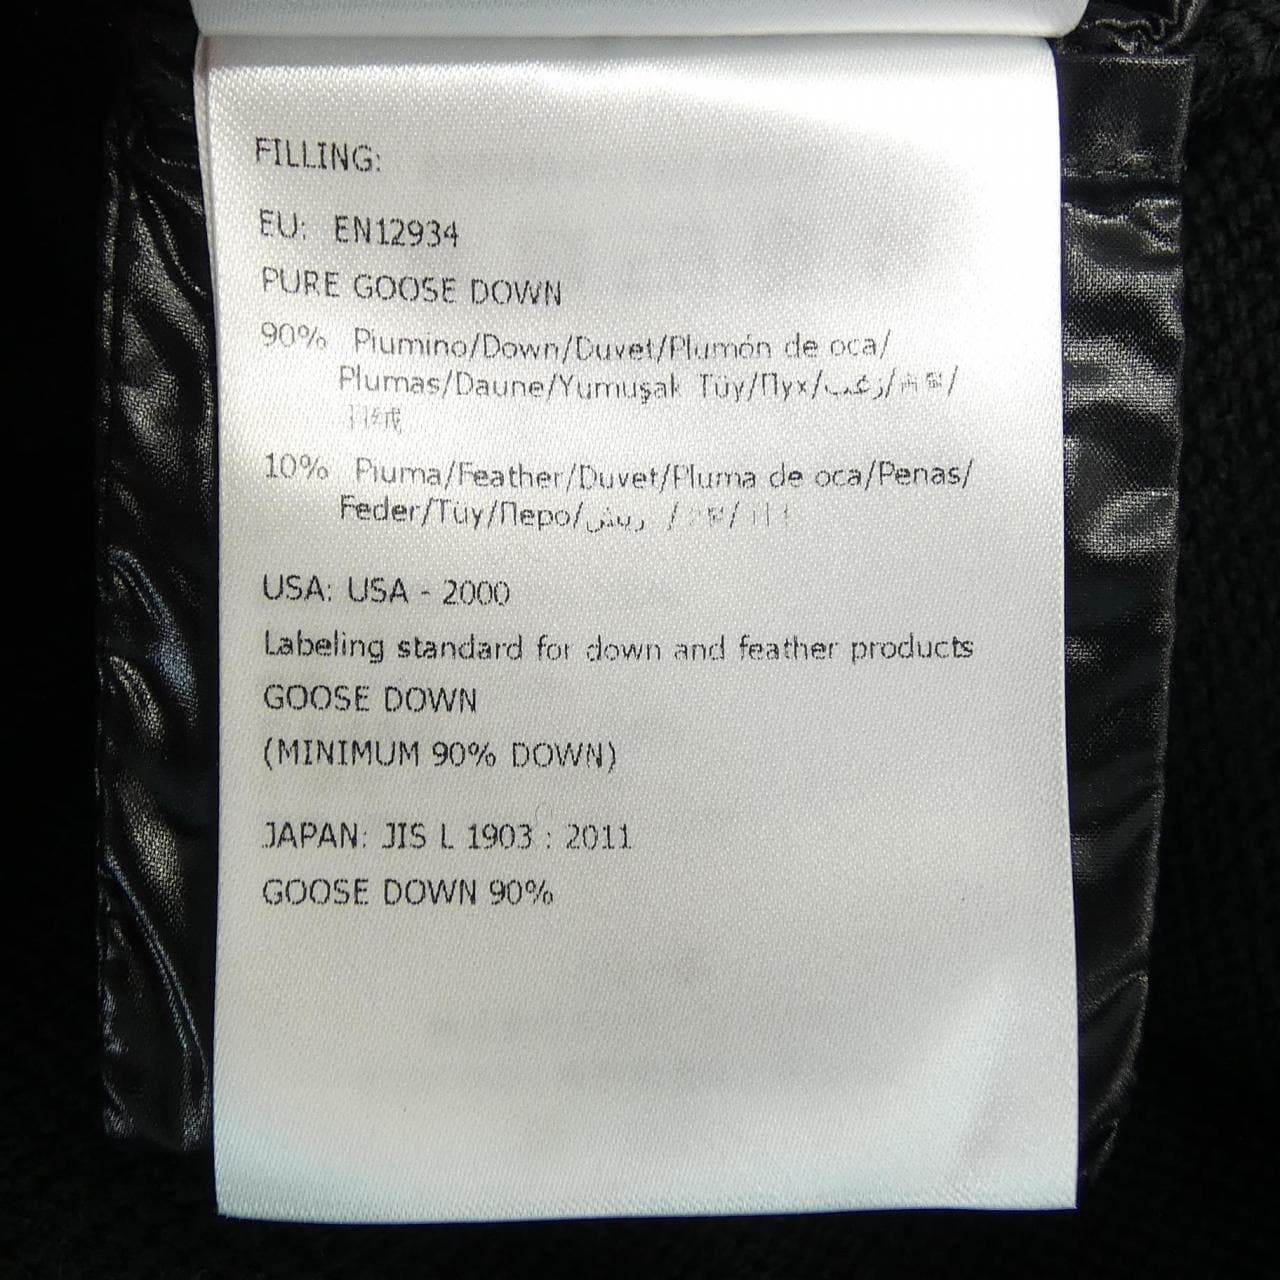 FILLING:
EU: EN12934
PURE GOOSE DOWN
90% Piumino/Down/Duvet/Plumón de oca/
Plumas/Daune/Yumuşak Tüy/Пух/زغب/
10% Piuma/Feather/Duvet/Pluma de oca/Penas/
Feder/Tüy/Перо/ريش/
USA: USA - 2000
Labeling standard for down and feather products
GOOSE DOWN
(MINIMUM 90% DOWN)
JAPAN: JIS L 1903 : 2011
GOOSE DOWN 90%